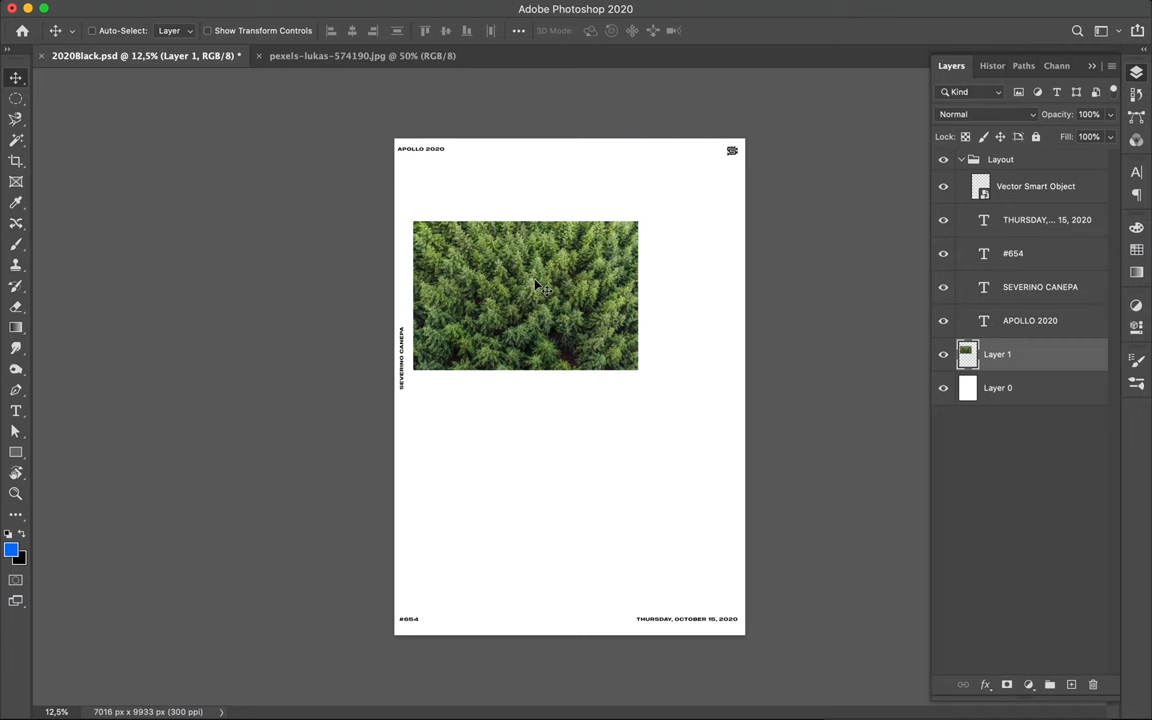 Adobe Photoshop 2020
Auto-Select: Layer Show Transform Controls 3D Mode:
2020Black.psd @ 12,5% (Layer 1, RGB/8) * pexels-lukas-574190.jpg @ 50% (RGB/8)
Layers Histor Paths Chann
Kind
Normal Opacity: 100%
Lock: Fill: 100%
Layout
Vector Smart Object
THURSDAY,... 15, 2020
#654
SEVERINO CANEPA
APOLLO 2020
Layer 1
Layer 0
APOLLO 2020
SEVERINO CANEPA
#654 THURSDAY, OCTOBER 15, 2020
12,5% 7016 px x 9933 px (300 ppi)